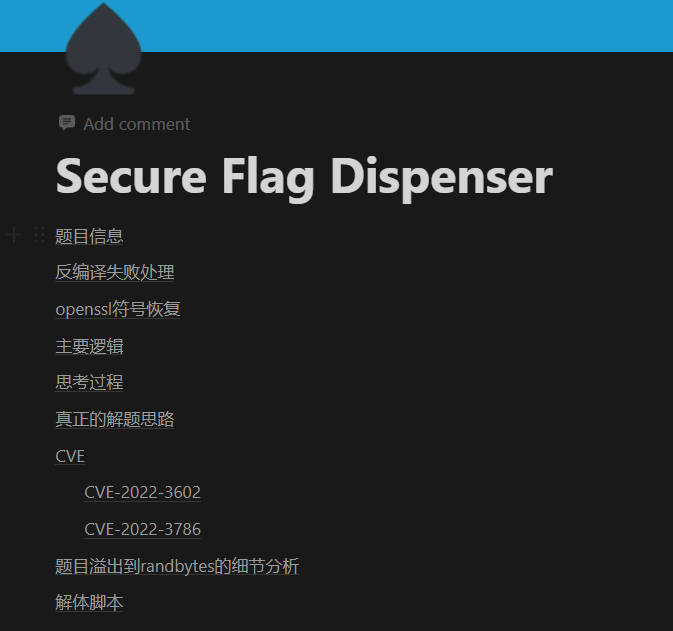 Add comment
Secure Flag Dispenser
题目信息
反编译失败处理
openssl符号恢复
主要逻辑
思考过程
真正的解题思路
CVE
CVE-2022-3602
CVE-2022-3786
题目溢出到randbytes的细节分析
解体脚本